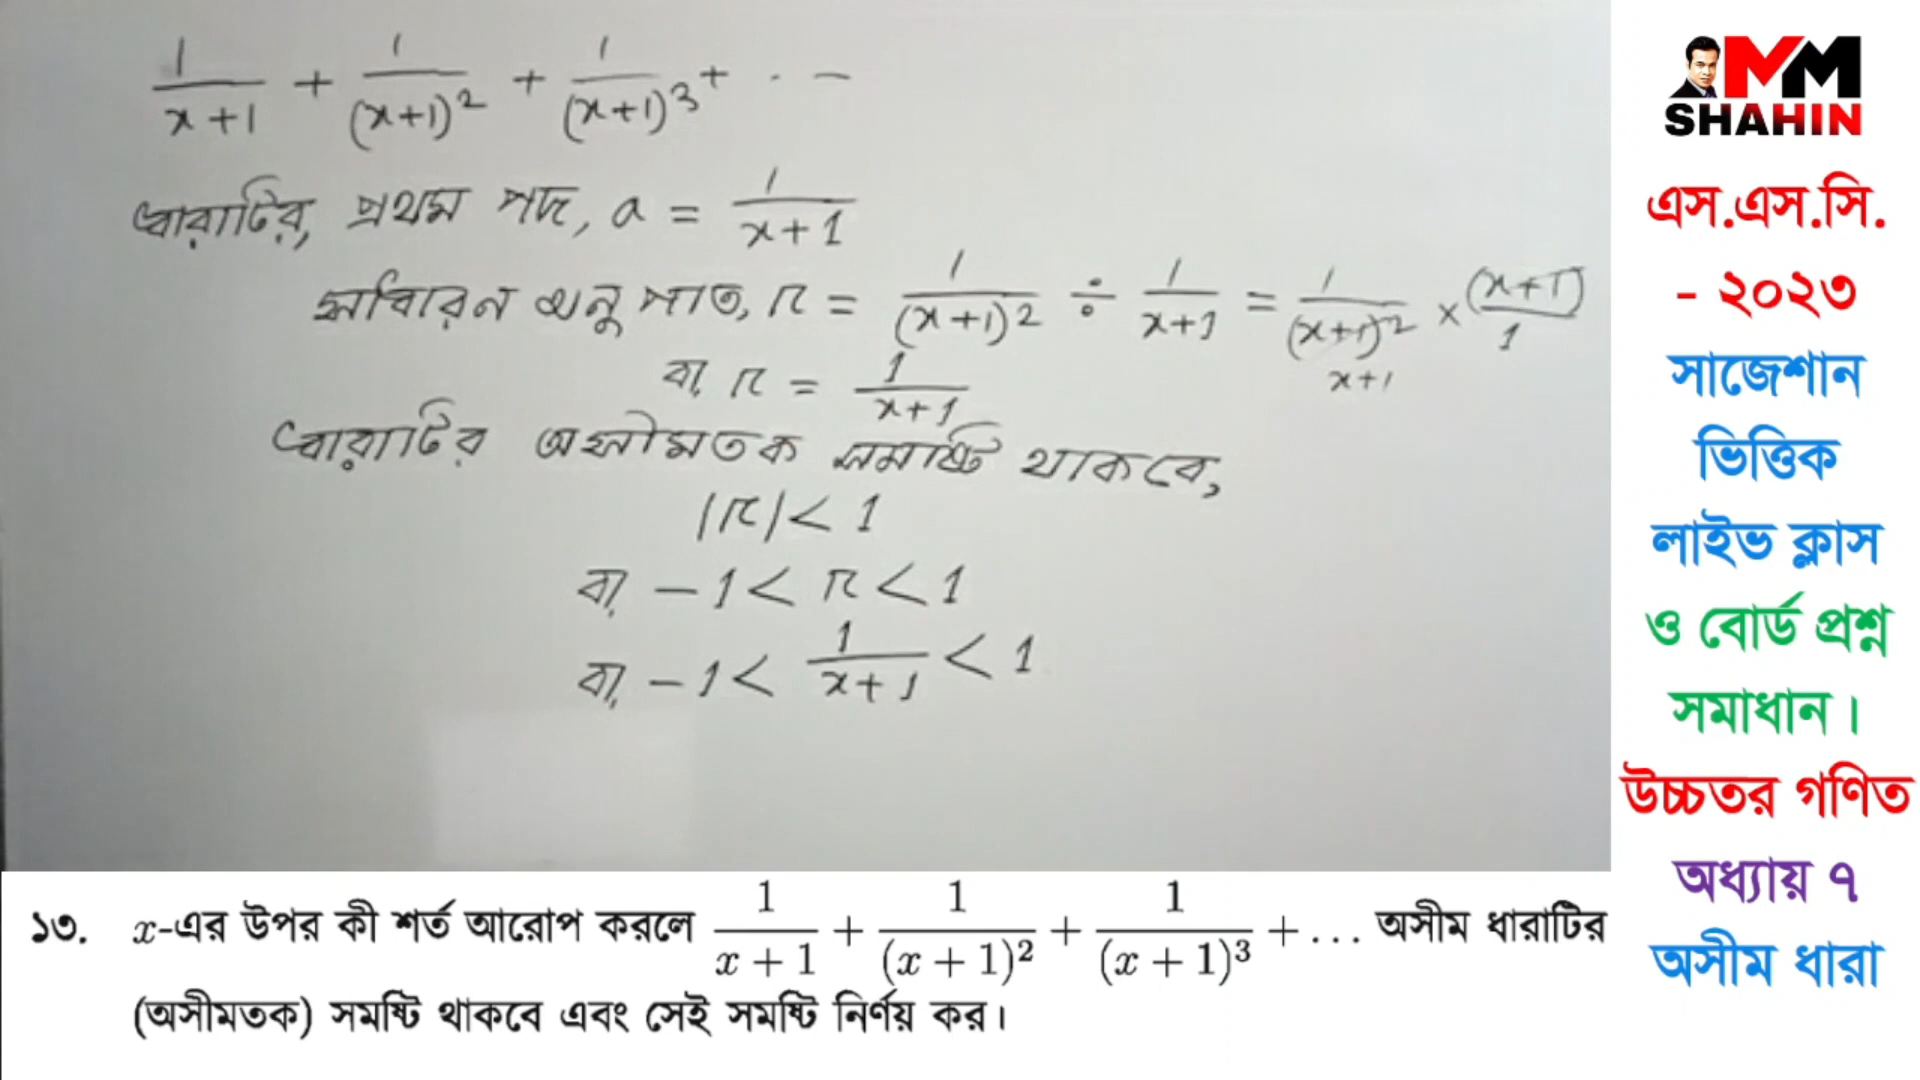 1/(x+1) + 1/(x+1)² + 1/(x+1)³ + · –
ধারাটির, প্রথম পদ, a = 1/(x+1)
সাধারন অনুপাত, r = 1/(x+1)² ÷ 1/(x+1) = 1/(x+1)² × (x+1)/1
x+1
বা, r = 1/(x+1)
ধারাটির অসীমতক সমষ্টি থাকবে,
|r| < 1
বা, -1 < r < 1
বা, -1 < 1/(x+1) < 1
১৩. x-এর উপর কী শর্ত আরোপ করলে 1/(x+1) + 1/(x+1)² + 1/(x+1)³ + ... অসীম ধারাটির
(অসীমতক) সমষ্টি থাকবে এবং সেই সমষ্টি নির্ণয় কর।
MM
SHAHIN
এস.এস.সি.
- ২০২৩
সাজেশান
ভিত্তিক
লাইভ ক্লাস
ও বোর্ড প্রশ্ন
সমাধান।
উচ্চতর গণিত
অধ্যায় ৭
অসীম ধারা